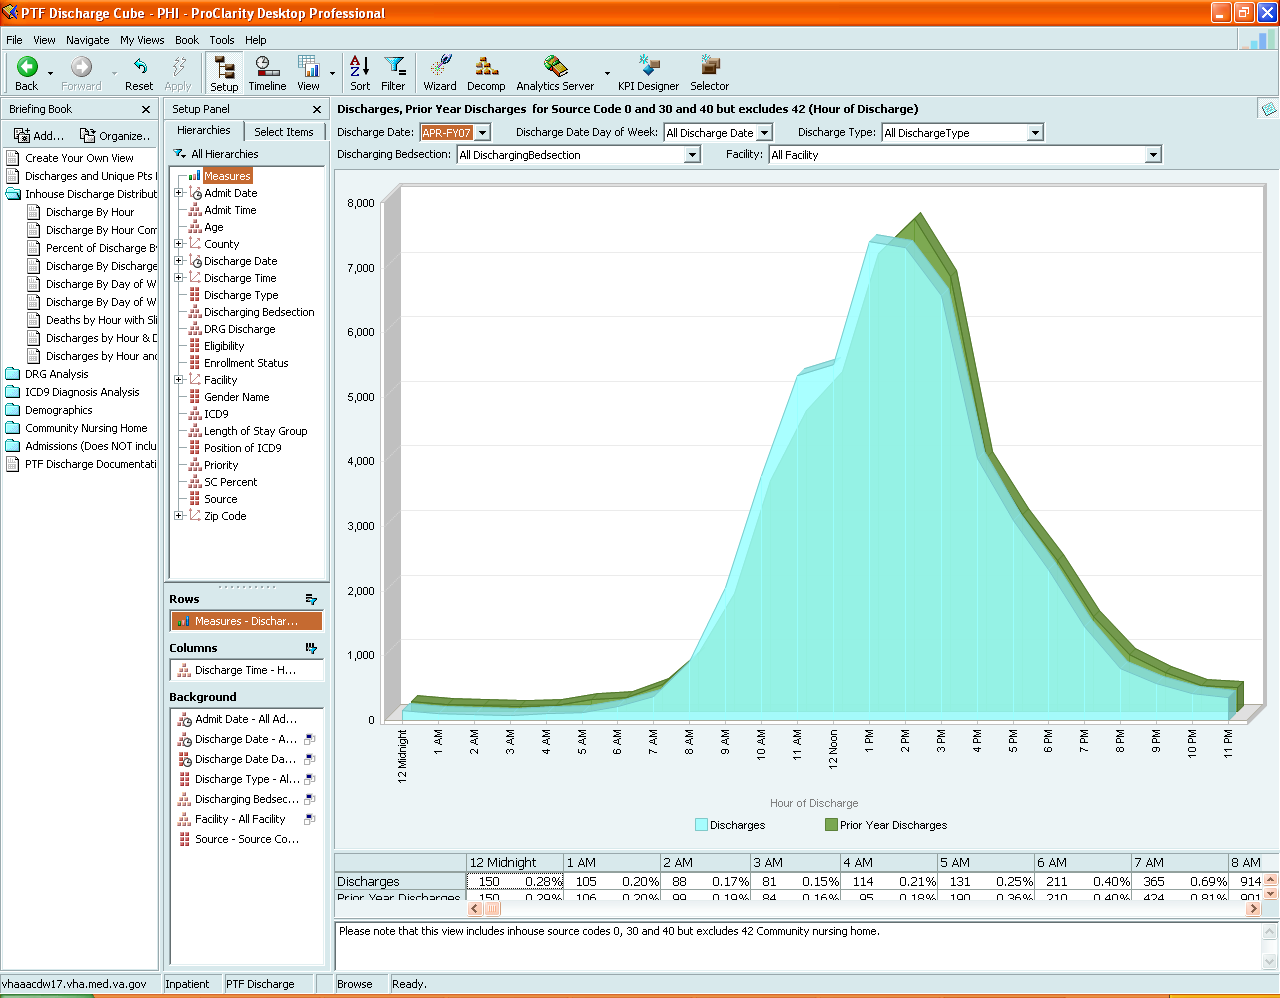 PTF Discharge Cube - PHI - ProClarity Desktop Professional
File View Navigate My Views Book Tools Help
Back Forward Reset Apply Setup Timeline View Sort Filter Wizard Decomp Analytics Server KPI Designer Selector
Briefing Book
Add... Organize..
Create Your Own View
Discharges and Unique Pts
Inhouse Discharge Distribut
Discharge By Hour
Discharge By Hour Com
Percent of Discharge By
Discharge By Discharge
Discharge By Day of W
Discharge By Day of W
Deaths by Hour with Sli
Discharges by Hour & D
Discharges by Hour and
DRG Analysis
ICD9 Diagnosis Analysis
Demographics
Community Nursing Home
Admissions (Does NOT inclu
PTF Discharge Documentati
Setup Panel
Hierarchies Select Items
All Hierarchies
Measures
Admit Date
Admit Time
Age
County
Discharge Date
Discharge Time
Discharge Type
Discharging Bedsection
DRG Discharge
Eligibility
Enrollment Status
Facility
Gender Name
ICD9
Length of Stay Group
Position of ICD9
Priority
SC Percent
Source
Zip Code
Rows
Measures - Dischar...
Columns
Discharge Time - H...
Background
Admit Date - All Ad...
Discharge Date - A...
Discharge Date Da...
Discharge Type - Al...
Discharging Bedsec...
Facility - All Facility
Source - Source Co...
Discharges, Prior Year Discharges for Source Code 0 and 30 and 40 but excludes 42 (Hour of Discharge)
Discharge Date: APR-FY07 Discharge Date Day of Week: All Discharge Date Discharge Type: All DischargeType
Discharging Bedsection: All DischargingBedsection Facility: All Facility
8,000
7,000
6,000
5,000
4,000
3,000
2,000
1,000
0
12 Midnight 1 AM 2 AM 3 AM 4 AM 5 AM 6 AM 7 AM 8 AM 9 AM 10 AM 11 AM 12 Noon 1 PM 2 PM 3 PM 4 PM 5 PM 6 PM 7 PM 8 PM 9 PM 10 PM 11 PM
Hour of Discharge
Discharges Prior Year Discharges
12 Midnight 1 AM 2 AM 3 AM 4 AM 5 AM 6 AM 7 AM 8 AM
Discharges 150 0.28% 105 0.20% 88 0.17% 81 0.15% 114 0.21% 131 0.25% 211 0.40% 365 0.69% 914
Prior Year Discharges 150 0.29% 106 0.20% 99 0.19% 84 0.16% 95 0.18% 190 0.36% 210 0.40% 424 0.81% 901
Please note that this view includes inhouse source codes 0, 30 and 40 but excludes 42 Community nursing home.
vhaaacdw17.vha.med.va.gov Inpatient PTF Discharge Browse Ready.